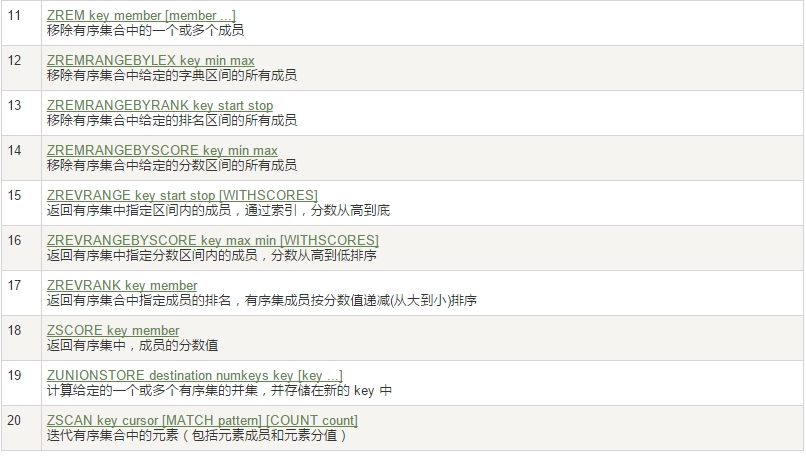 11 ZREM key member [member ...]
移除有序集合中的一个或多个成员
12 ZREMRANGEBYLEX key min max
移除有序集合中给定的字典区间的所有成员
13 ZREMRANGEBYRANK key start stop
移除有序集合中给定的排名区间的所有成员
14 ZREMRANGEBYSCORE key min max
移除有序集合中给定的分数区间的所有成员
15 ZREVRANGE key start stop [WITHSCORES]
返回有序集中指定区间内的成员，通过索引，分数从高到底
16 ZREVRANGEBYSCORE key max min [WITHSCORES]
返回有序集中指定分数区间内的成员，分数从高到低排序
17 ZREVRANK key member
返回有序集合中指定成员的排名，有序集成员按分数值递减(从大到小)排序
18 ZSCORE key member
返回有序集中，成员的分数值
19 ZUNIONSTORE destination numkeys key [key ...]
计算给定的一个或多个有序集的并集，并存储在新的 key 中
20 ZSCAN key cursor [MATCH pattern] [COUNT count]
迭代有序集合中的元素（包括元素成员和元素分值）